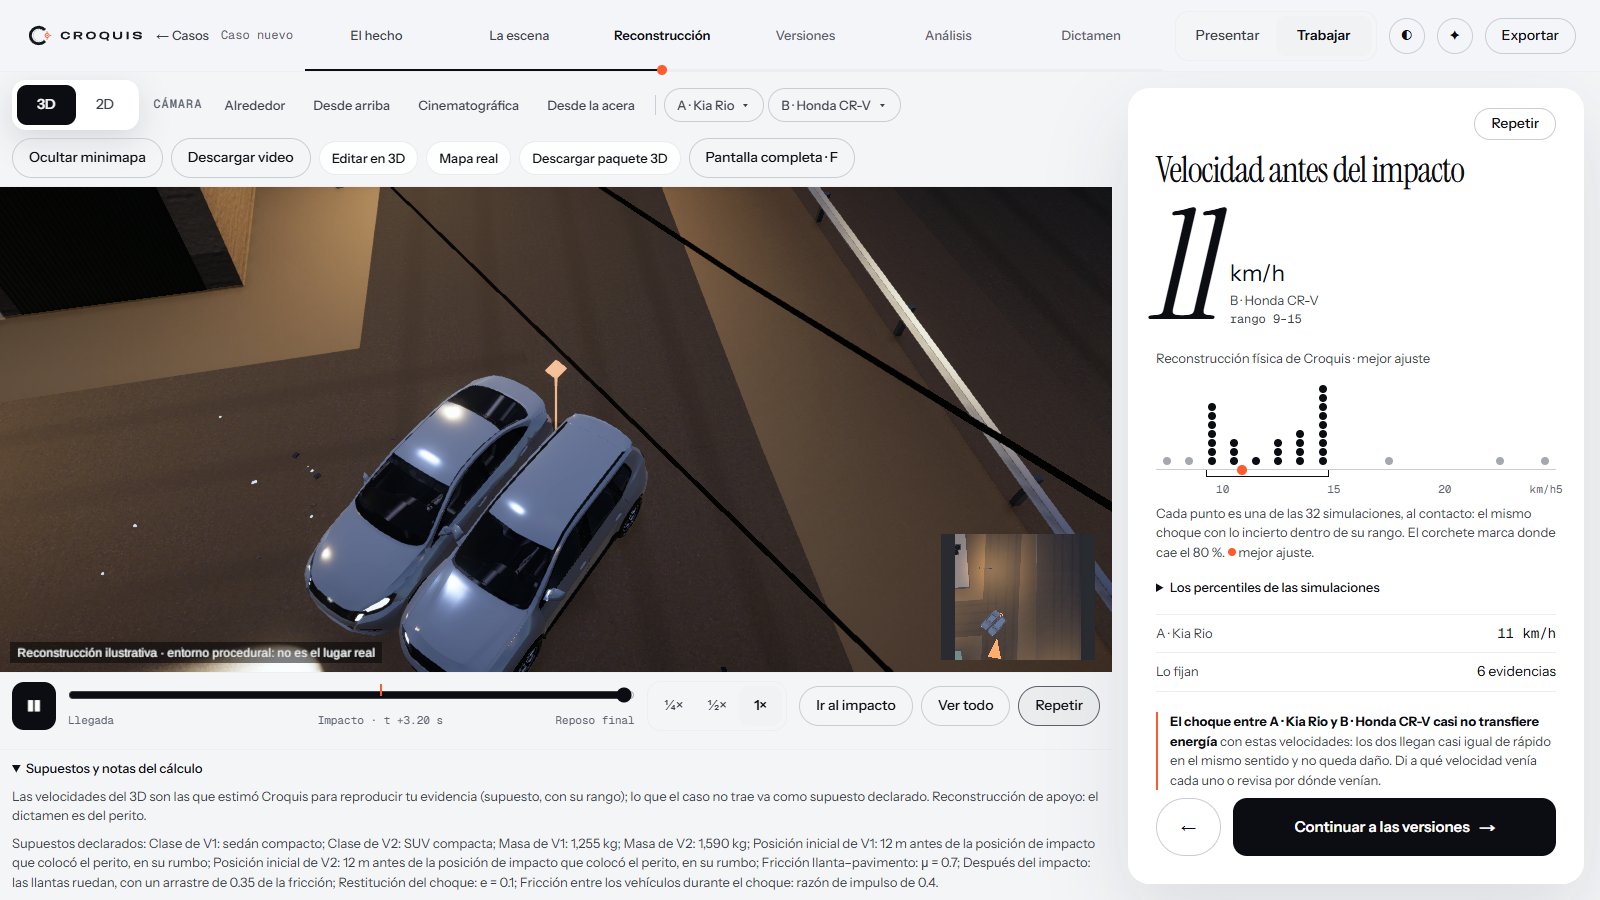 CROQUIS
← Casos
Caso nuevo
El hecho
La escena
Reconstrucción
Versiones
Análisis
Dictamen
Presentar
Trabajar
Exportar
3D
2D
CÁMARA
Alrededor
Desde arriba
Cinematográfica
Desde la acera
A · Kia Rio
B · Honda CR-V
Ocultar minimapa
Descargar video
Editar en 3D
Mapa real
Descargar paquete 3D
Pantalla completa · F
Reconstrucción ilustrativa - entorno procedural: no es el lugar real
Llegada
Impacto · t +3.20 s
Reposo final
¼×
½×
1×
Ir al impacto
Ver todo
Repetir
▼ Supuestos y notas del cálculo
Las velocidades del 3D son las que estimó Croquis para reproducir tu evidencia (supuesto, con su rango); lo que el caso no trae va como supuesto declarado. Reconstrucción de apoyo: el
dictamen es del perito.
Supuestos declarados: Clase de V1: sedán compacto; Clase de V2: SUV compacta; Masa de V1: 1,255 kg; Masa de V2: 1,590 kg; Posición inicial de V1: 12 m antes de la posición de impacto
que colocó el perito, en su rumbo; Posición inicial de V2: 12 m antes de la posición de impacto que colocó el perito, en su rumbo; Fricción llanta–pavimento: μ = 0.7; Después del impacto:
las llantas ruedan, con un arrastre de 0.35 de la fricción; Restitución del choque: e = 0.1; Fricción entre los vehículos durante el choque: razón de impulso de 0.4.
Repetir
Velocidad antes del impacto
11
km/h
B · Honda CR-V
rango 9–15
Reconstrucción física de Croquis · mejor ajuste
10
15
20
km/h5
Cada punto es una de las 32 simulaciones, al contacto: el mismo
choque con lo incierto dentro de su rango. El corchete marca donde
cae el 80 %. mejor ajuste.
▶ Los percentiles de las simulaciones
A · Kia Rio
11 km/h
Lo fijan
6 evidencias
El choque entre A · Kia Rio y B · Honda CR-V casi no transfiere
energía con estas velocidades: los dos llegan casi igual de rápido
en el mismo sentido y no queda daño. Di a qué velocidad venía
cada uno o revisa por dónde venían.
←
Continuar a las versiones →